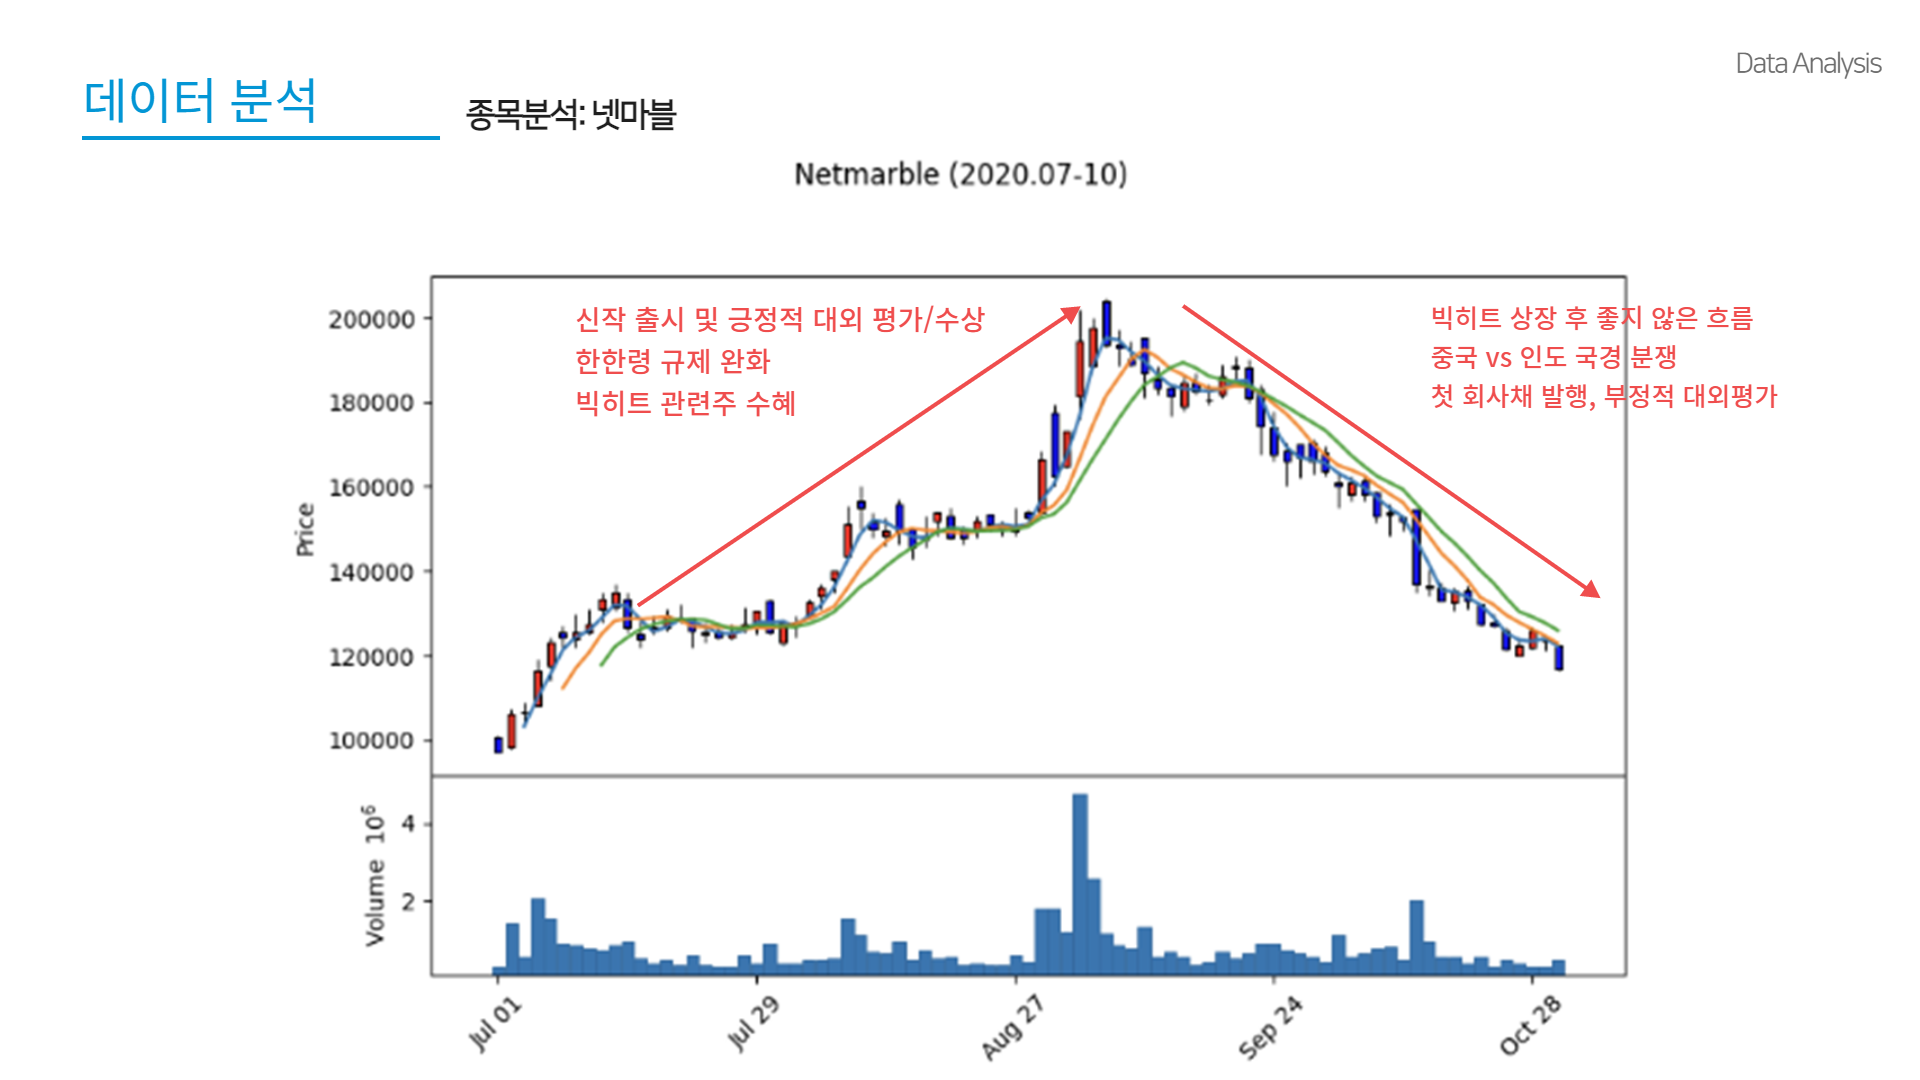 Data Analysis
데이터 분석
종목분석: 넷마블
Netmarble (2020.07-10)
신작 출시 및 긍정적 대외 평가/수상
한한령 규제 완화
빅히트 관련주 수혜
빅히트 상장 후 좋지 않은 흐름
중국 vs 인도 국경 분쟁
첫 회사채 발행, 부정적 대외평가
Price
200000
180000
160000
140000
120000
100000
Volume 10⁶
4
2
Jul 01
Jul 29
Aug 27
Sep 24
Oct 28